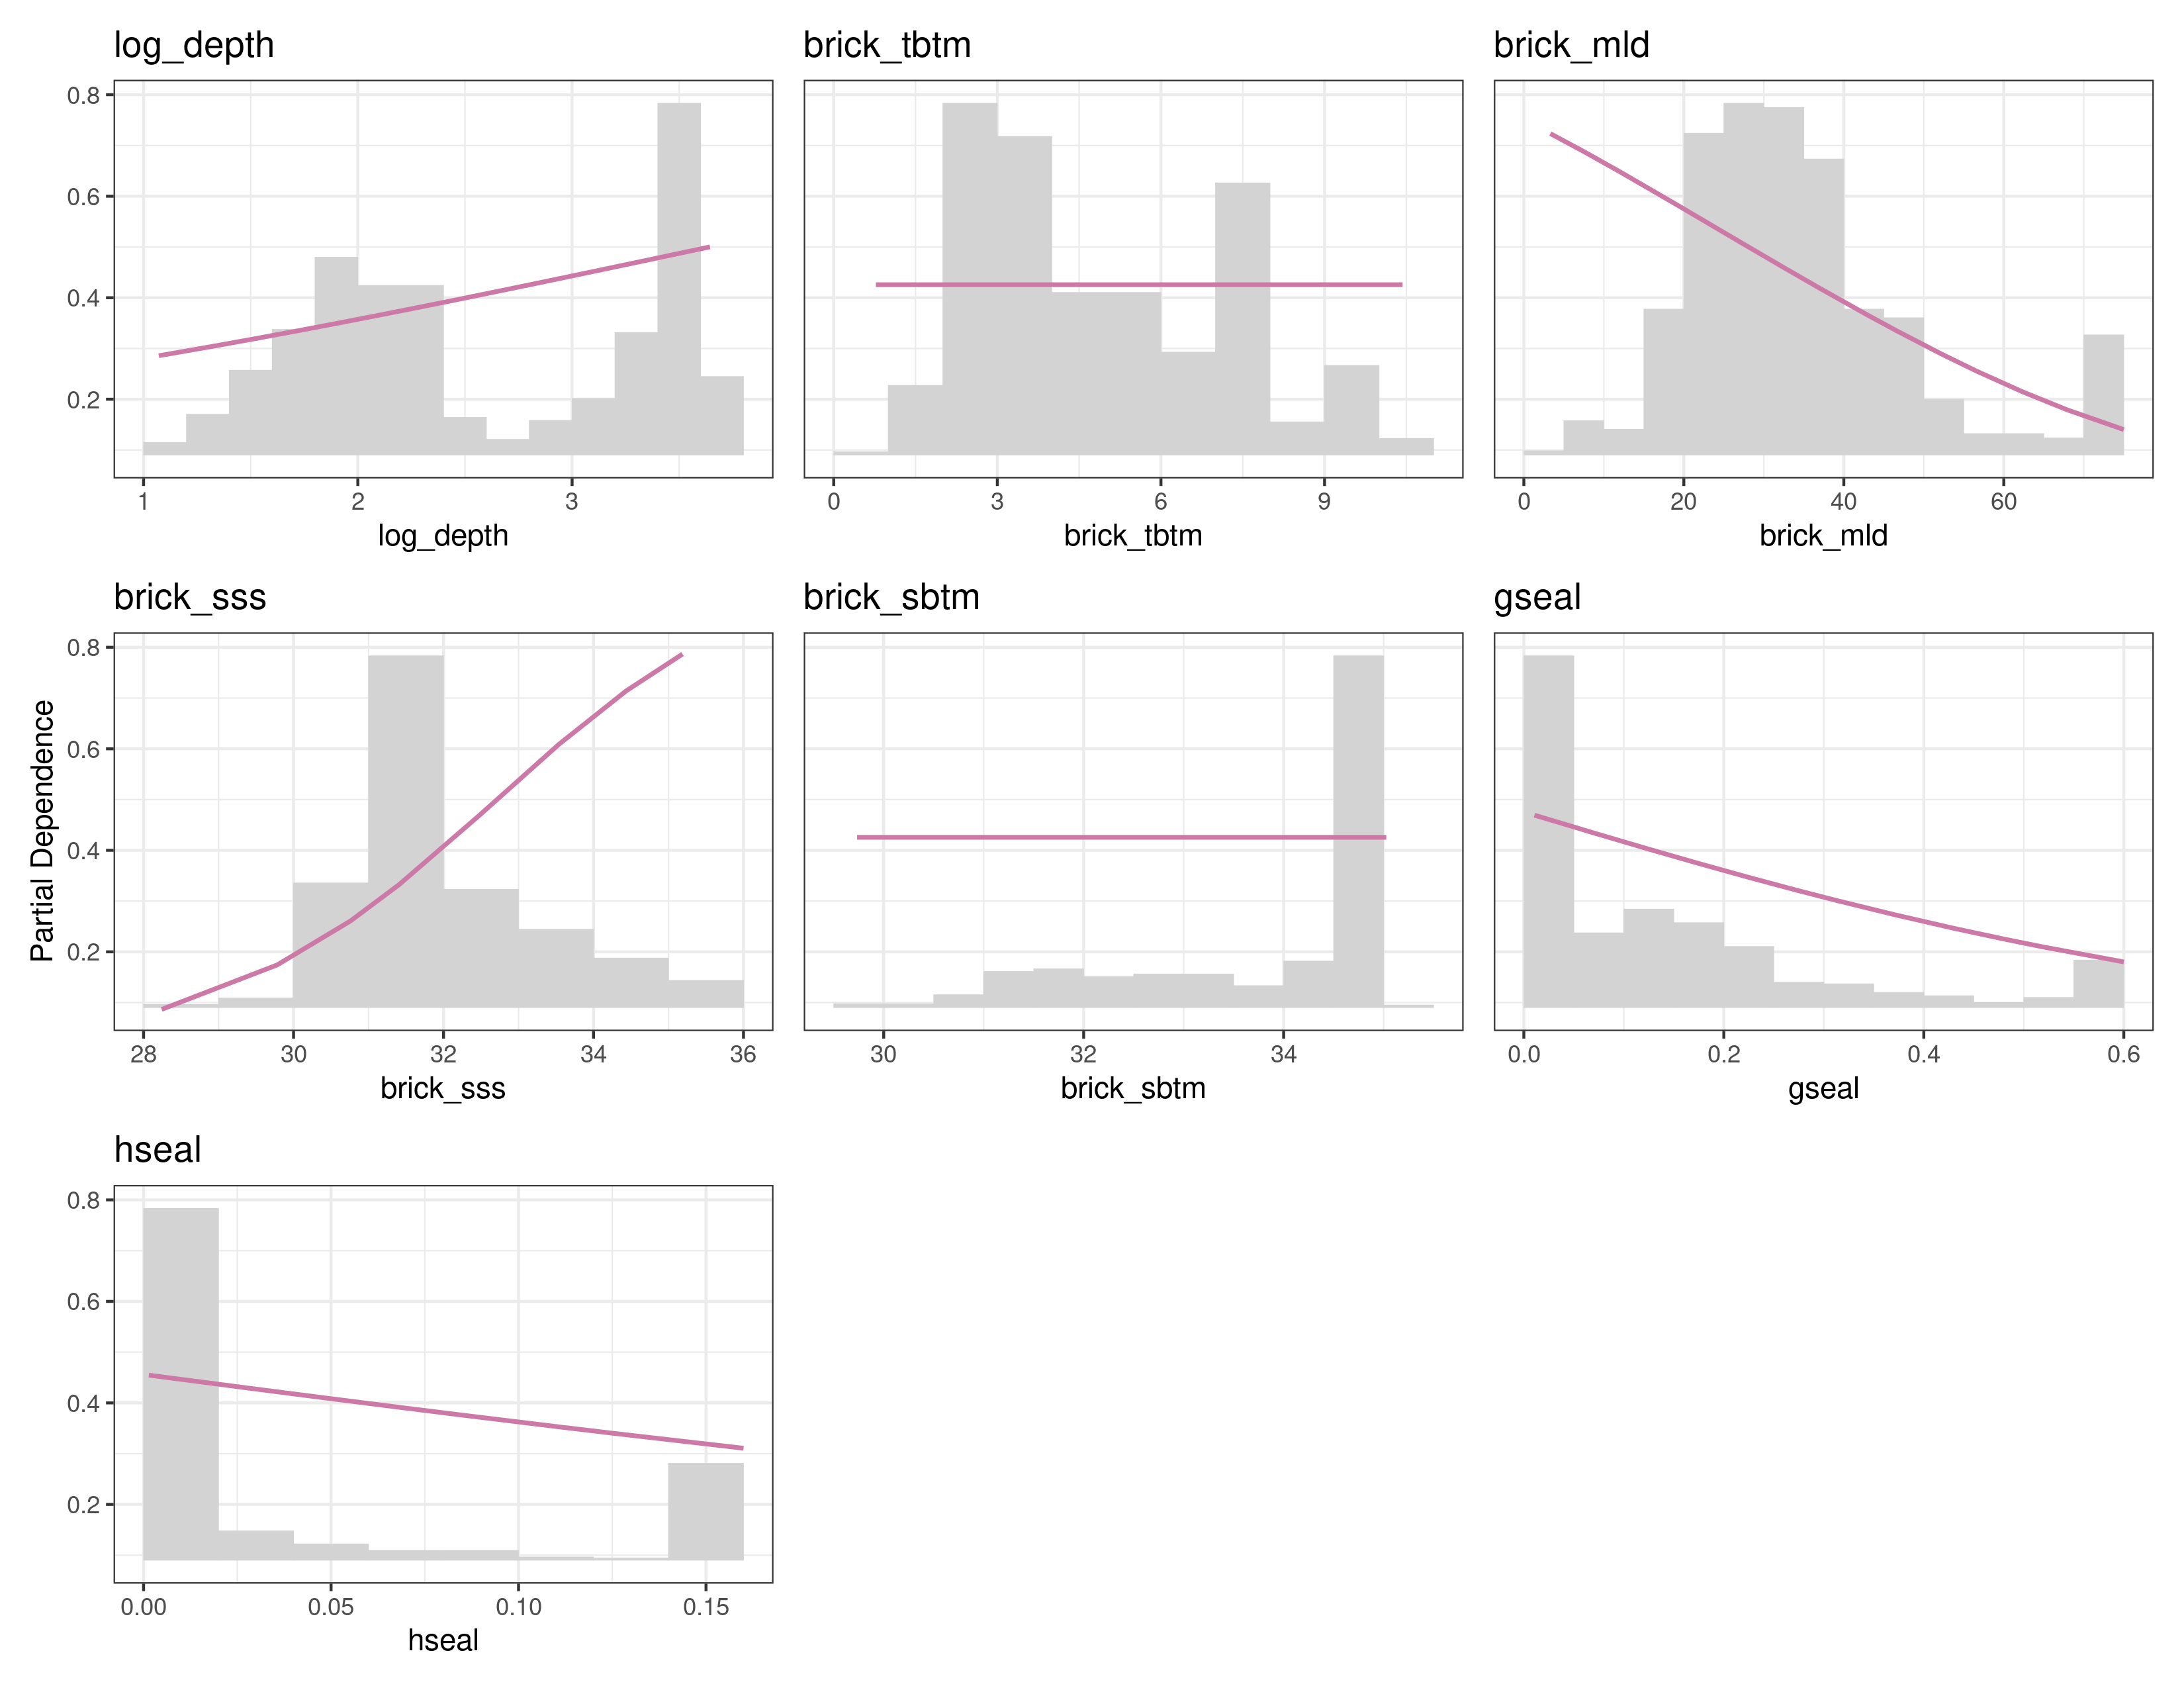 log_depth
brick_tbtm
brick_mld
0.8
0.6
0.4
0.2
1 2 3
0 3 6 9
0 20 40 60
log_depth
brick_tbtm
brick_mld
brick_sss
brick_sbtm
gseal
Partial Dependence
0.8
0.6
0.4
0.2
28 30 32 34 36
30 32 34
0.0 0.2 0.4 0.6
brick_sss
brick_sbtm
gseal
hseal
0.8
0.6
0.4
0.2
0.00 0.05 0.10 0.15
hseal